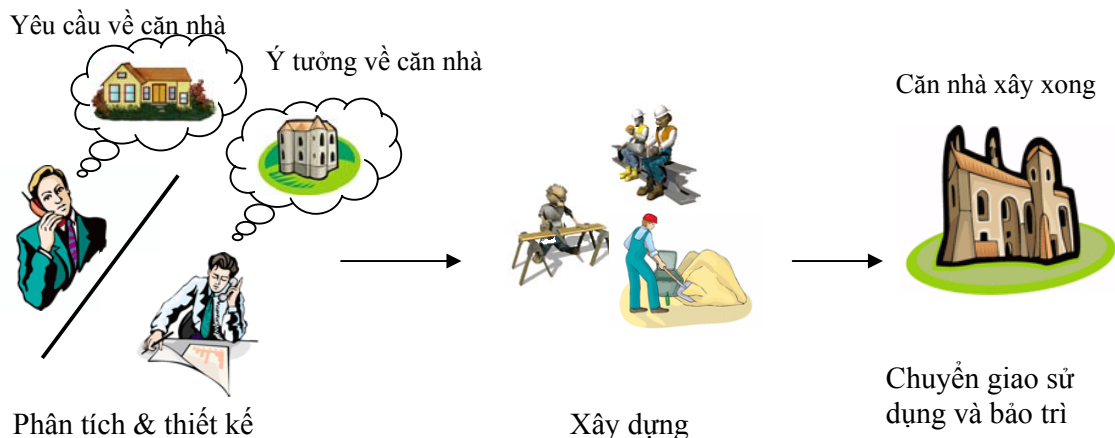 Yêu cầu về căn nhà
Ý tưởng về căn nhà
Căn nhà xây xong
Phân tích & thiết kế
Xây dựng
Chuyển giao sử
dụng và bảo trì